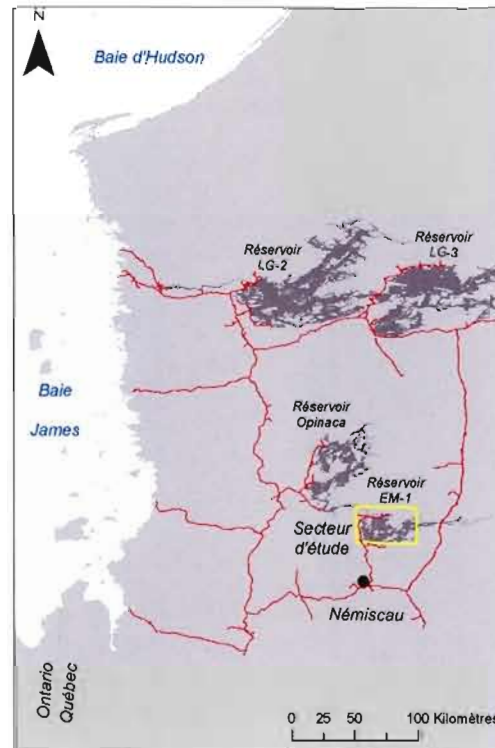 N
Baie d'Hudson
Réservoir
LG-2
Réservoir
LG-3
Baie
James
Réservoir
Opinaca
Réservoir
EM-1
Secteur
d'étude
Némiscau
Ontario
Québec
0 25 50 100 Kilomètres